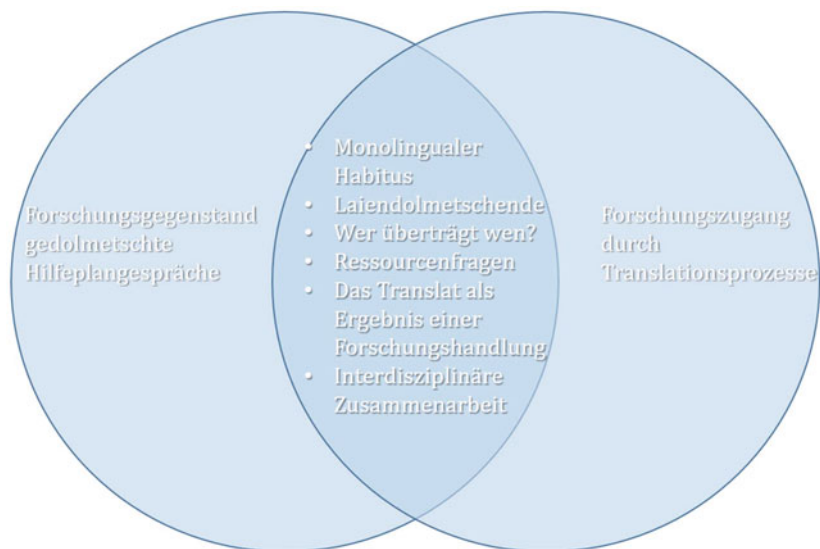 Forschungsgegenstand
gedolmetschte
Hilfeplangespräche
• Monolingualer
Habitus
• Laiendolmetschende
• Wer überträgt wen?
• Ressourcenfragen
• Das Translat als
Ergebnis einer
Forschungshandlung
• Interdisziplinäre
Zusammenarbeit
Forschungszugang
durch
Translationsprozesse